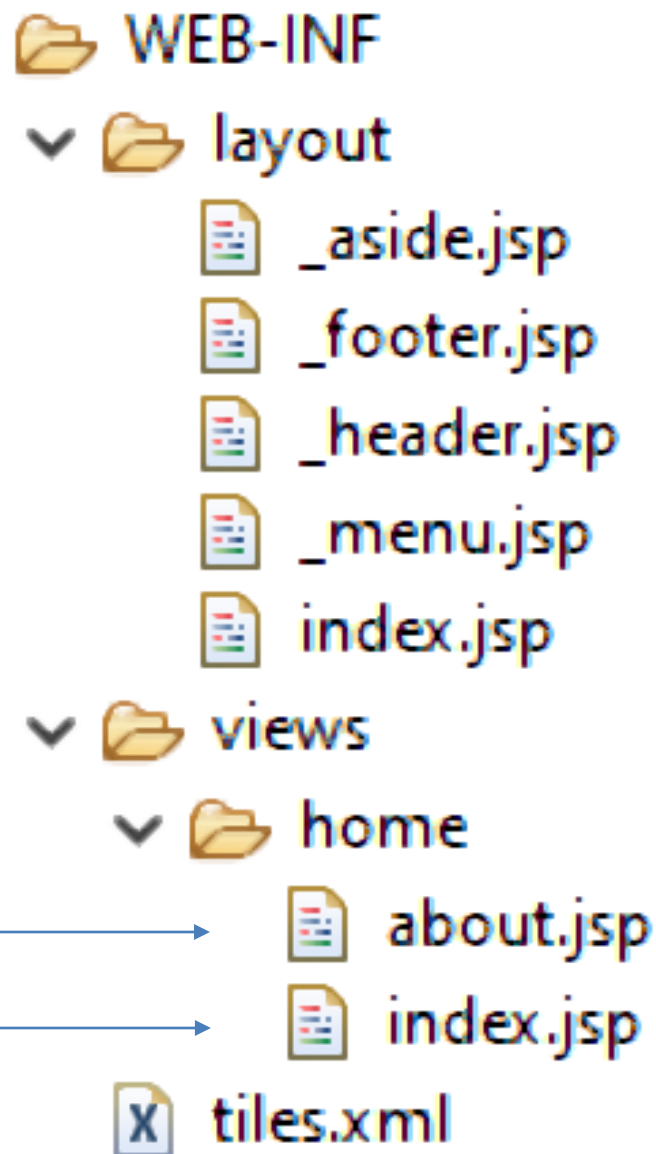 WEB-INF
layout
_aside.jsp
_footer.jsp
_header.jsp
_menu.jsp
index.jsp
views
home
about.jsp
index.jsp
X tiles.xml